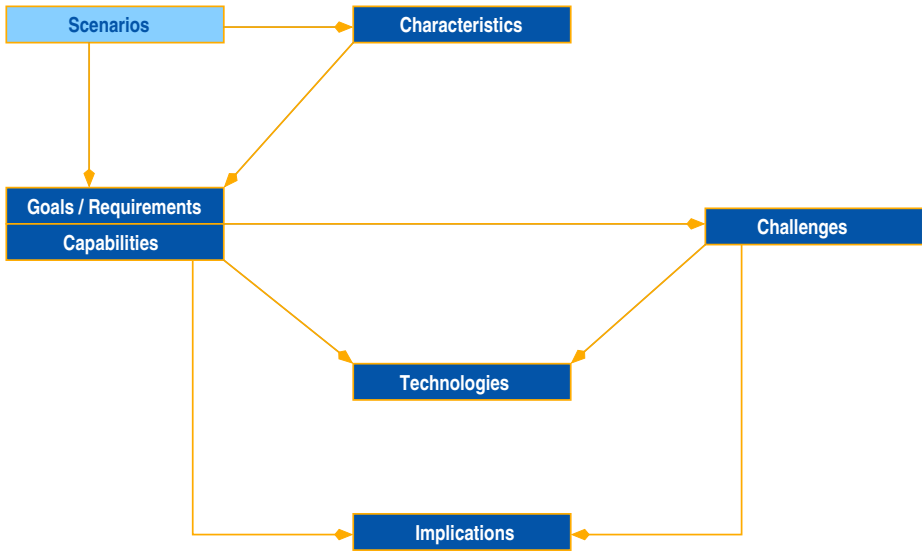 Scenarios
Characteristics
Goals / Requirements
Capabilities
Challenges
Technologies
Implications